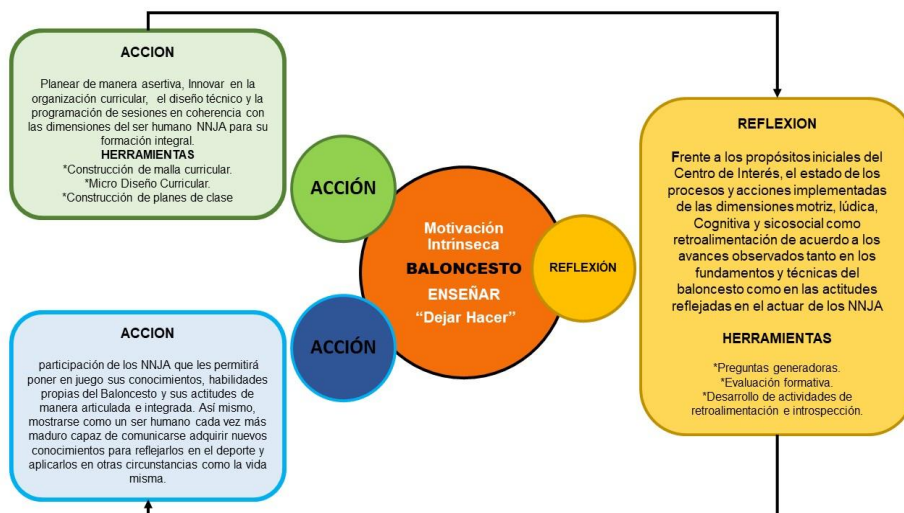 ACCION
Planear de manera asertiva, Innovar en la
organización curricular, el diseño técnico y la
programación de sesiones en coherencia con
las dimensiones del ser humano NNJA para su
formación integral.
HERRAMIENTAS
*Construcción de malla curricular.
*Micro Diseño Curricular.
*Construcción de planes de clase
ACCIÓN
Motivación
Intrínseca
BALONCESTO
ENSEÑAR
“Dejar Hacer”
REFLEXIÓN
ACCIÓN
REFLEXION
Frente a los propósitos iniciales del
Centro de Interés, el estado de los
procesos y acciones implementadas
de las dimensiones motriz, lúdica,
Cognitiva y sicosocial como
retroalimentación de acuerdo a los
avances observados tanto en los
fundamentos y técnicas del
baloncesto como en las actitudes
reflejadas en el actuar de los NNJA
HERRAMIENTAS
*Preguntas generadoras.
*Evaluación formativa.
*Desarrollo de actividades de
retroalimentación e introspección.
ACCION
participación de los NNJA que les permitirá
poner en juego sus conocimientos, habilidades
propias del Baloncesto y sus actitudes de
manera articulada e integrada. Así mismo,
mostrarse como un ser humano cada vez más
maduro capaz de comunicarse adquirir nuevos
conocimientos para reflejarlos en el deporte y
aplicarlos en otras circunstancias como la vida
misma.